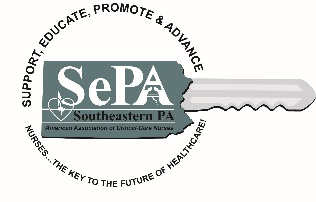 SUPPORT, EDUCATE, PROMOTE & ADVANCE
SePA
Southeastern PA
American Association of Critical-Care Nurses
NURSES...THE KEY TO THE FUTURE OF HEALTHCARE!